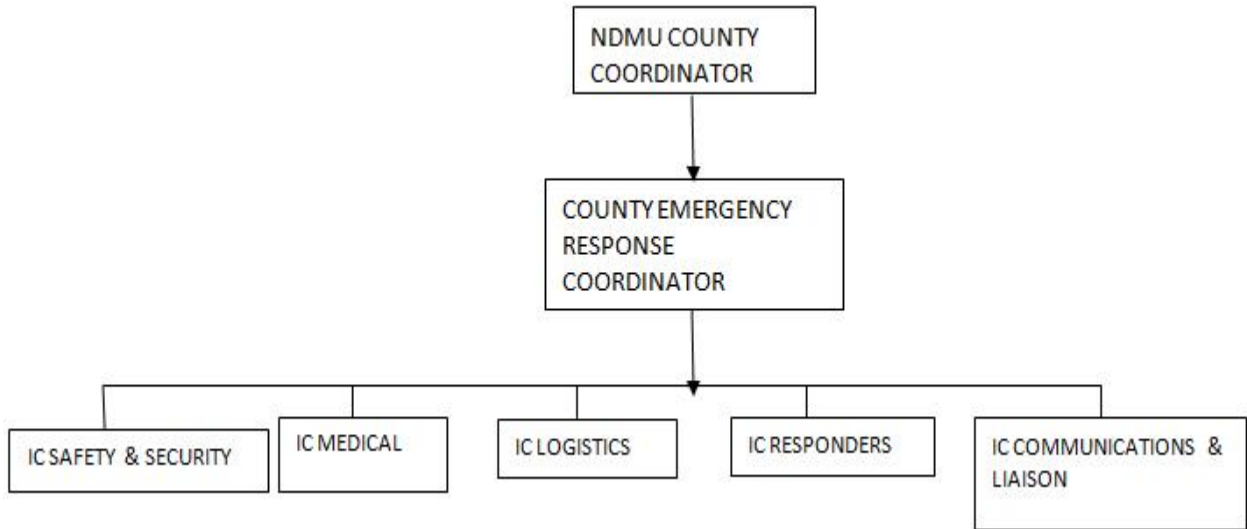 NDMU COUNTY
COORDINATOR
COUNTY EMERGENCY
RESPONSE
COORDINATOR
IC SAFETY & SECURITY
IC MEDICAL
IC LOGISTICS
IC RESPONDERS
IC COMMUNICATIONS &
LIAISON